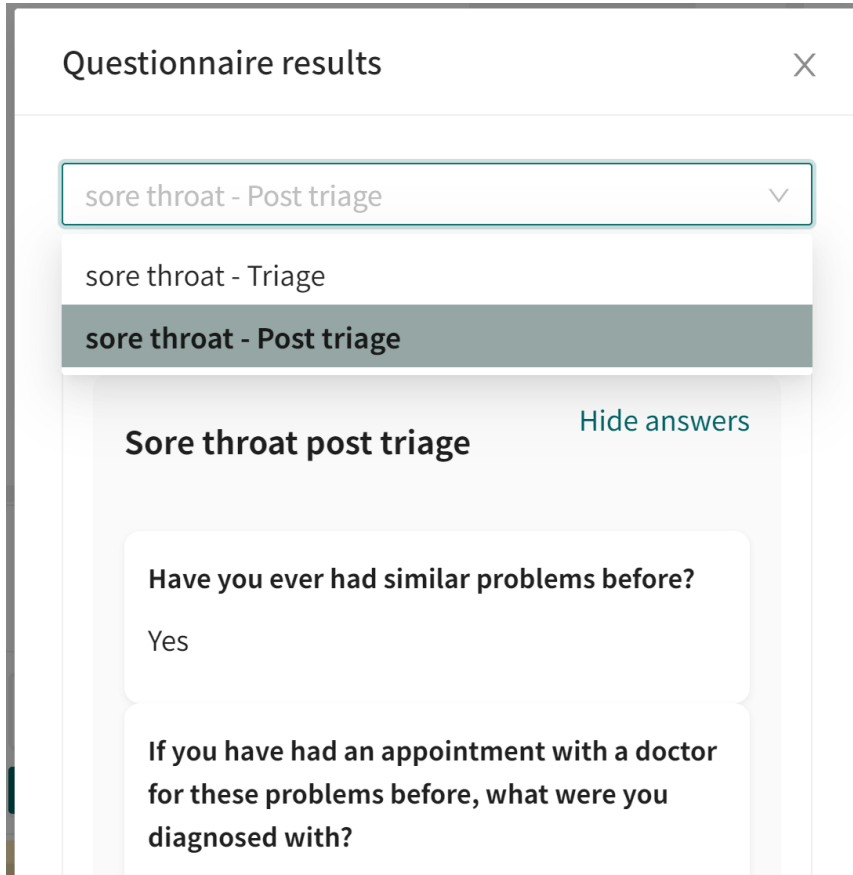 Questionnaire results
sore throat - Post triage
sore throat - Triage
sore throat - Post triage
Hide answers
Sore throat post triage
Have you ever had similar problems before?
Yes
If you have had an appointment with a doctor
for these problems before, what were you
diagnosed with?